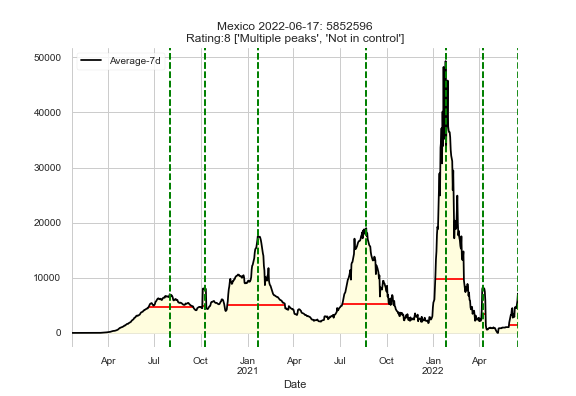 Mexico 2022-06-17: 5852596
Rating:8 ['Multiple peaks', 'Not in control']
Average-7d
50000
40000
30000
20000
10000
0
Apr Jul Oct Jan Apr Jul Oct Jan Apr
2021 2022
Date